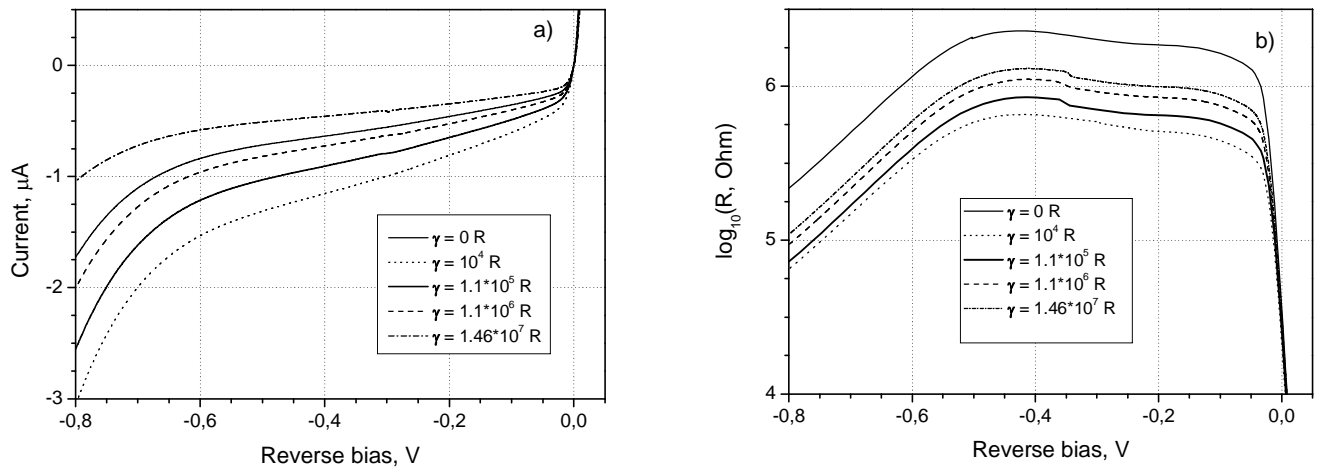 a)
Current, μA
0
-1
-2
-3
-0,8
-0,6
-0,4
-0,2
0,0
Reverse bias, V
γ = 0 R
γ = 10⁴ R
γ = 1.1*10⁵ R
γ = 1.1*10⁶ R
γ = 1.46*10⁷ R
b)
log₁₀(R, Ohm)
6
5
4
-0,8
-0,6
-0,4
-0,2
0,0
Reverse bias, V
γ = 0 R
γ = 10⁴ R
γ = 1.1*10⁵ R
γ = 1.1*10⁶ R
γ = 1.46*10⁷ R